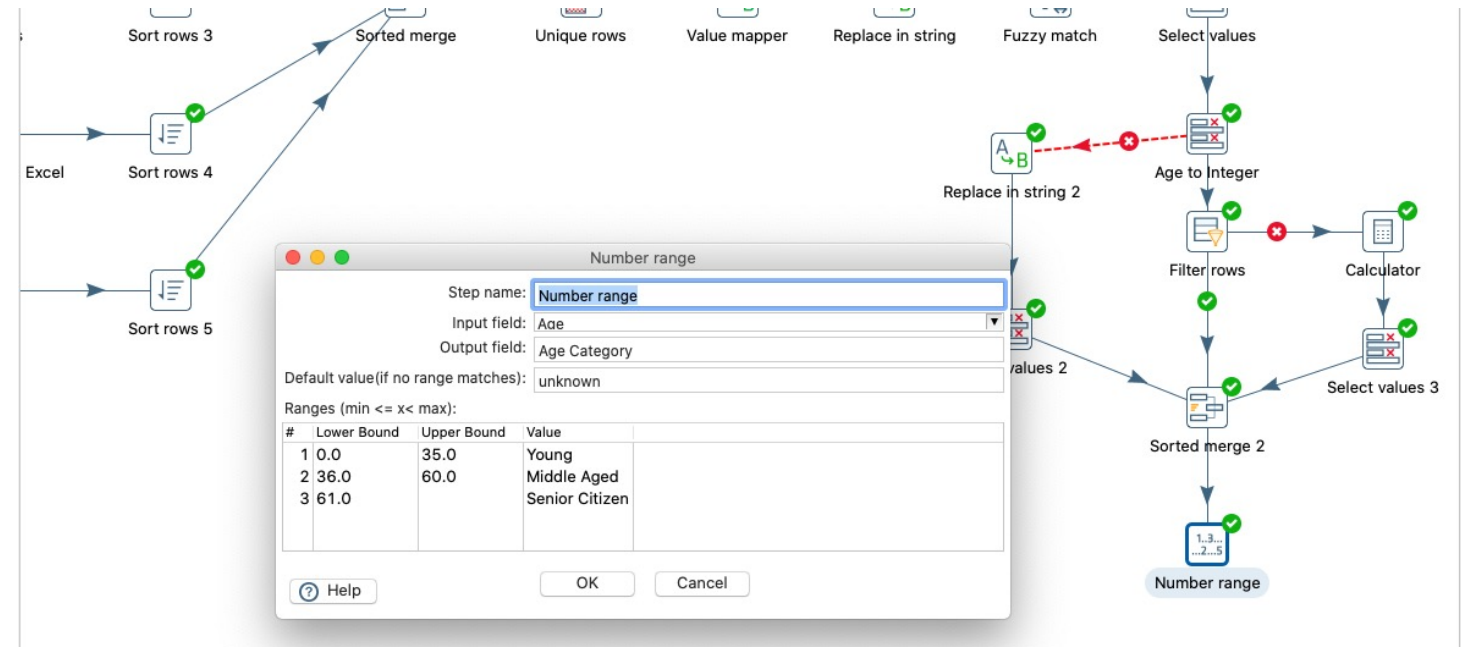 Sort rows 3
Sorted merge
Unique rows
Value mapper
Replace in string
Fuzzy match
Select values
Excel
Sort rows 4
A
B
Replace in string 2
Age to Integer
Filter rows
Calculator
Sort rows 5
values 2
Select values 3
Sorted merge 2
1..3...
...2...5
Number range
Number range
Step name: Number range
Input field: Age
Output field: Age Category
Default value(if no range matches): unknown
Ranges (min <= x< max):
# Lower Bound Upper Bound Value
1 0.0 35.0 Young
2 36.0 60.0 Middle Aged
3 61.0 Senior Citizen
? Help
OK
Cancel